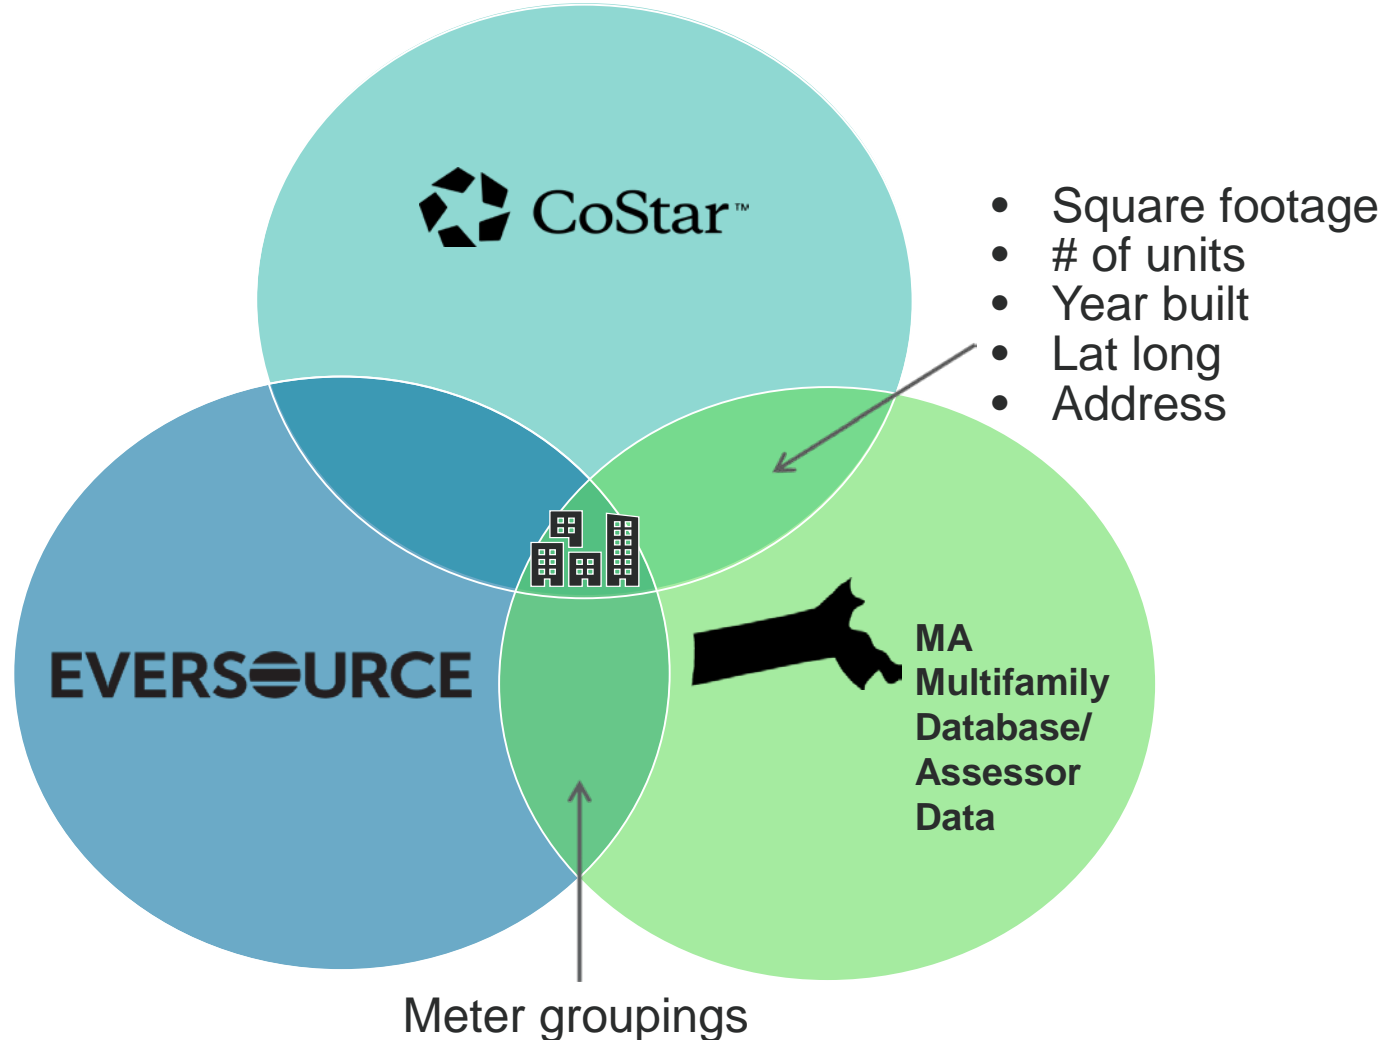 CoStar™
• Square footage
• # of units
• Year built
• Lat long
• Address
EVERSOURCE
MA
Multifamily
Database/
Assessor
Data
Meter groupings